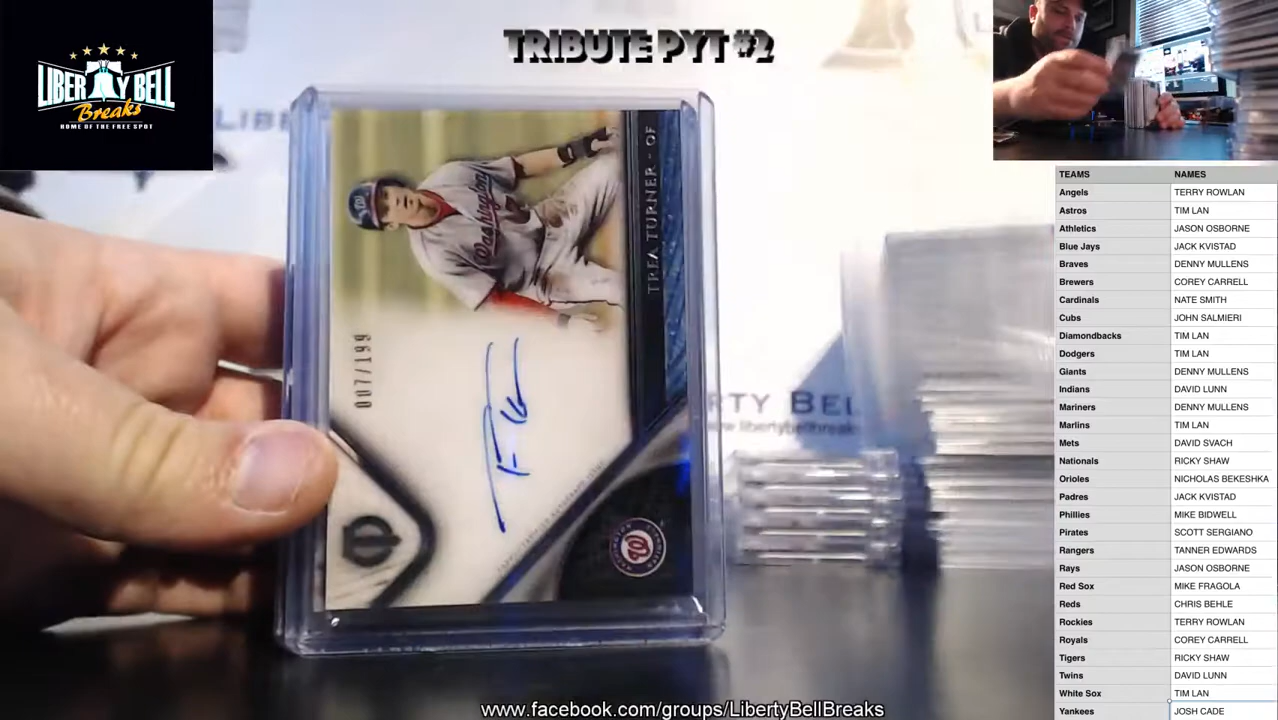 LIBERTY BELL
Breaks
HOME OF THE FREE SPOT
TRIBUTE PYT #2
TREA TURNER - OF
007/199
Washington
RTY BEL
www.libertybellbreaks
TEAMS NAMES
Angels TERRY ROWLAN
Astros TIM LAN
Athletics JASON OSBORNE
Blue Jays JACK KVISTAD
Braves DENNY MULLENS
Brewers COREY CARRELL
Cardinals NATE SMITH
Cubs JOHN SALMIERI
Diamondbacks TIM LAN
Dodgers TIM LAN
Giants DENNY MULLENS
Indians DAVID LUNN
Mariners DENNY MULLENS
Marlins TIM LAN
Mets DAVID SVACH
Nationals RICKY SHAW
Orioles NICHOLAS BEKESHKA
Padres JACK KVISTAD
Phillies MIKE BIDWELL
Pirates SCOTT SERGIANO
Rangers TANNER EDWARDS
Rays JASON OSBORNE
Red Sox MIKE FRAGOLA
Reds CHRIS BEHLE
Rockies TERRY ROWLAN
Royals COREY CARRELL
Tigers RICKY SHAW
Twins DAVID LUNN
White Sox TIM LAN
Yankees JOSH CADE
www.facebook.com/groups/LibertyBellBreaks